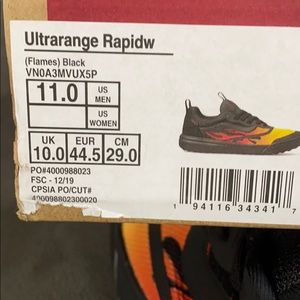 Ultrarange Rapidw
(Flames) Black
VN0A3MVUX5P
11.0 US MEN
US WOMEN
UK EUR CM
10.0 44.5 29.0
PO#4000988023
FSC - 12/19
CPSIA PO/CUT#
400098802300020
1 94116 34341 7